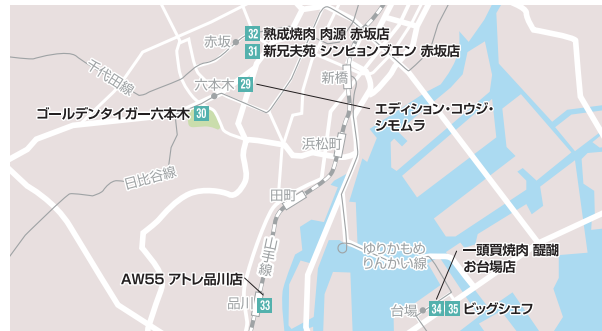 32 熟成焼肉 肉源 赤坂店
赤坂
31 新兄夫苑 シンヒョンブエン 赤坂店
千代田線
新橋
六本木 29
エディション・コウジ・
シモムラ
ゴールデンタイガー六本木 30
浜松町
日比谷線
田町
山手線
ゆりかもめ
りんかい線
一頭買焼肉 醍醐
お台場店
AW55 アトレ品川店
品川 33
台場 34 35 ビッグシェフ